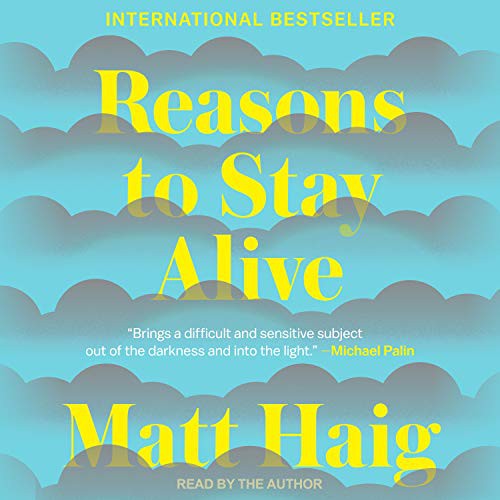 INTERNATIONAL BESTSELLER
Reasons
to Stay
Alive
“Brings a difficult and sensitive subject
out of the darkness and into the light.” —Michael Palin
Matt Haig
READ BY THE AUTHOR